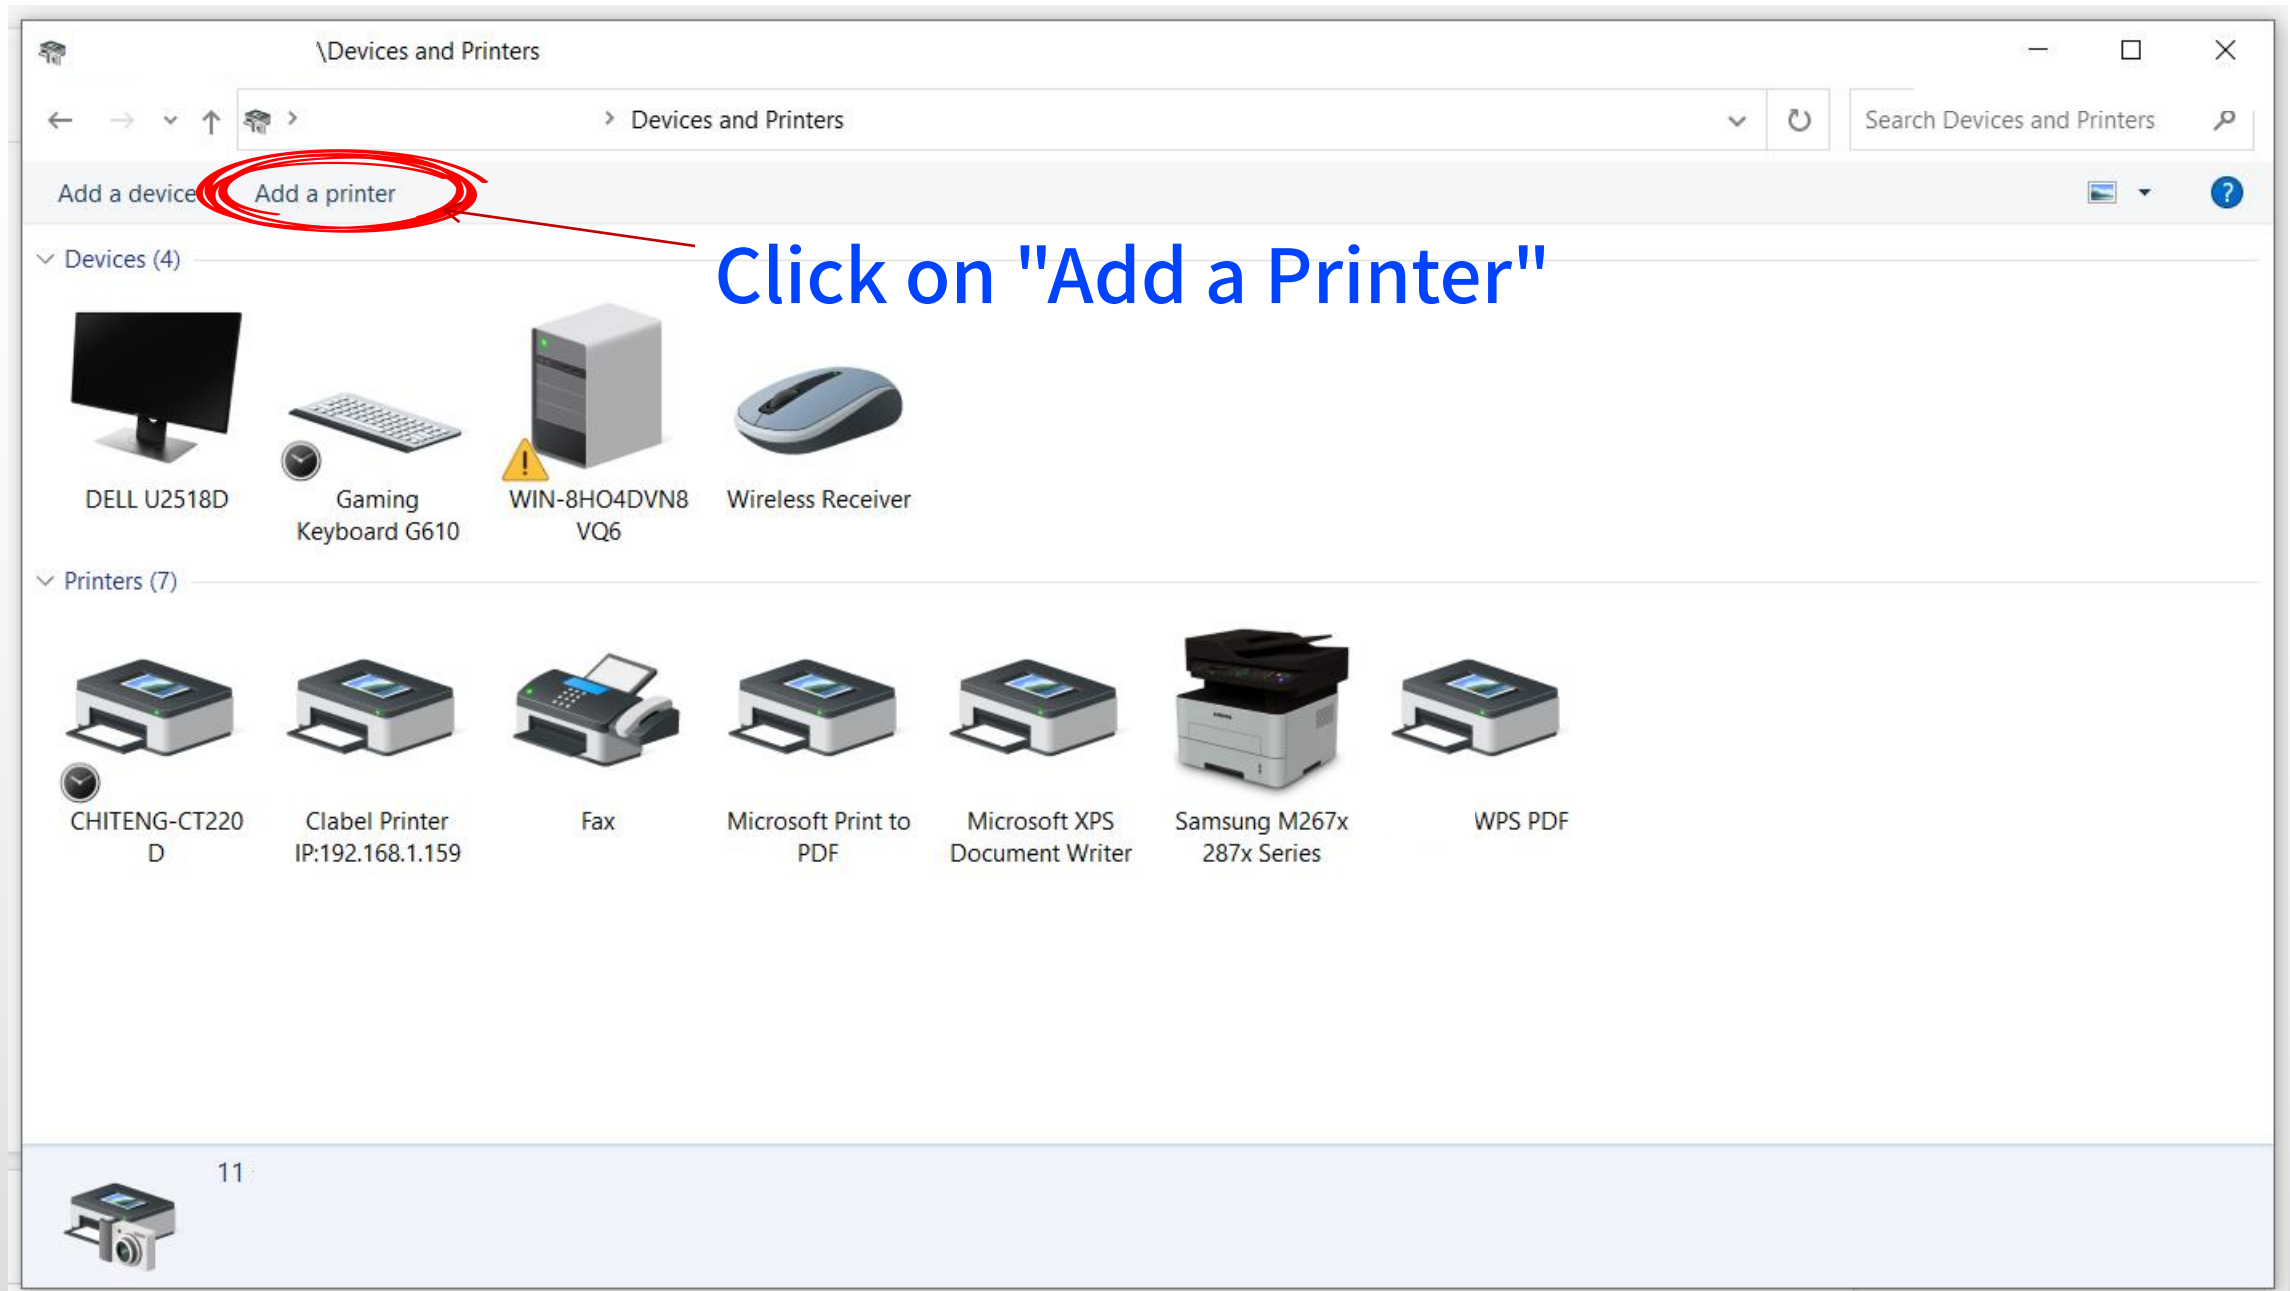 \Devices and Printers
Devices and Printers
Search Devices and Printers
Add a device
Add a printer
?
Click on "Add a Printer"
Devices (4)
DELL U2518D
Gaming
Keyboard G610
WIN-8HO4DVN8
VQ6
Wireless Receiver
Printers (7)
CHITENG-CT220
D
Clabel Printer
IP:192.168.1.159
Fax
Microsoft Print to
PDF
Microsoft XPS
Document Writer
Samsung M267x
287x Series
WPS PDF
11